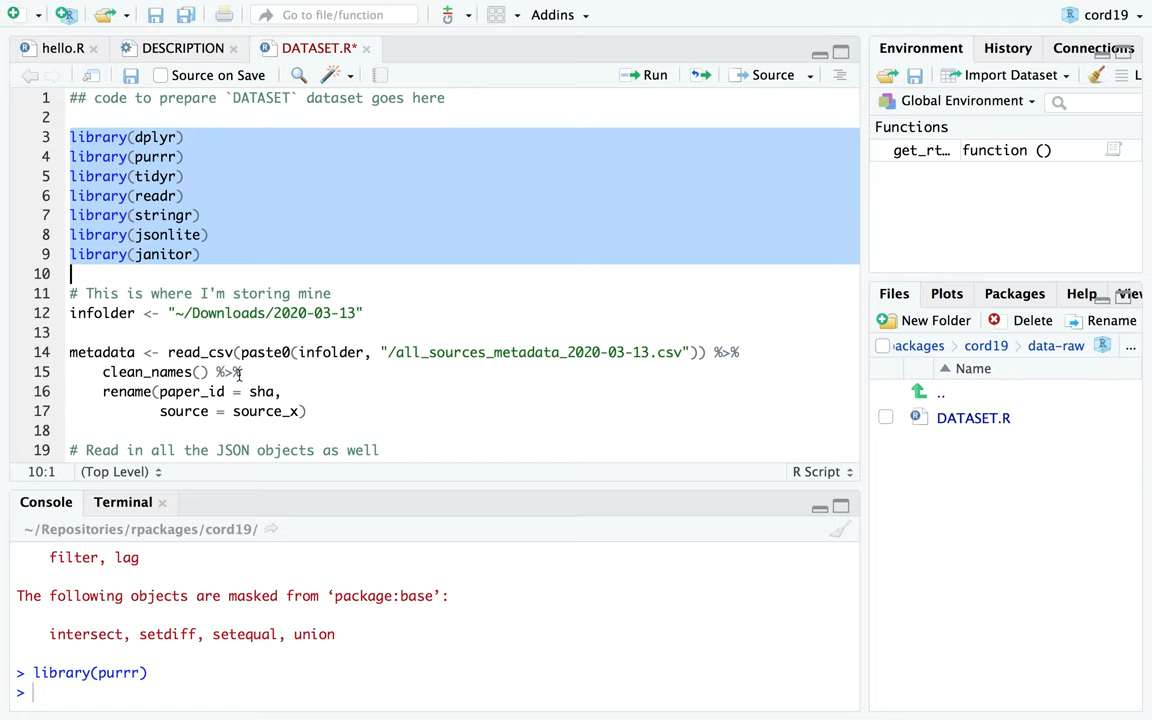 Go to file/function
Addins
cord19
hello.R
DESCRIPTION
DATASET.R*
Source on Save
Run
Source
1 ## code to prepare `DATASET` dataset goes here
2
3 library(dplyr)
4 library(purrr)
5 library(tidyr)
6 library(readr)
7 library(stringr)
8 library(jsonlite)
9 library(janitor)
10
11 # This is where I'm storing mine
12 infolder <- "~/Downloads/2020-03-13"
13
14 metadata <- read_csv(paste0(infolder, "/all_sources_metadata_2020-03-13.csv")) %>%
15 clean_names() %>%
16 rename(paper_id = sha,
17 source = source_x)
18
19 # Read in all the JSON objects as well
10:1 (Top Level) R Script
Console Terminal
~/Repositories/rpackages/cord19/
filter, lag
The following objects are masked from ‘package:base’:
intersect, setdiff, setequal, union
> library(purrr)
>
Environment History Connections
Import Dataset L
Global Environment
Functions
get_rt… function ()
Files Plots Packages Help View
New Folder Delete Rename
packages cord19 data-raw ...
Name
..
DATASET.R